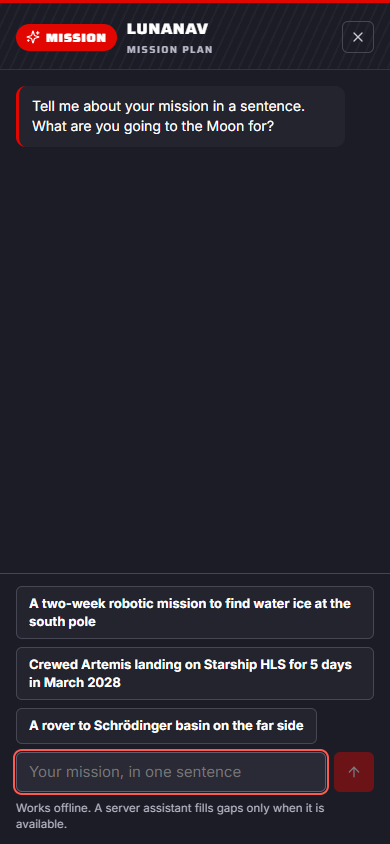 MISSION
LUNANAV
MISSION PLAN
Tell me about your mission in a sentence.
What are you going to the Moon for?
A two-week robotic mission to find water ice at the
south pole
Crewed Artemis landing on Starship HLS for 5 days
in March 2028
A rover to Schrödinger basin on the far side
Your mission, in one sentence
Works offline. A server assistant fills gaps only when it is
available.